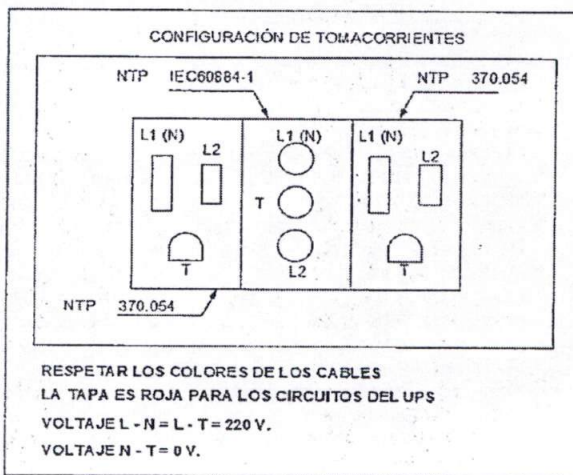 CONFIGURACIÓN DE TOMACORRIENTES
NTP IEC60884-1
NTP 370.054
L1 (N)
L2
T
L1 (N)
T
L2
L1 (N)
L2
T
NTP 370.054
RESPETAR LOS COLORES DE LOS CABLES
LA TAPA ES ROJA PARA LOS CIRCUITOS DEL UPS
VOLTAJE L - N = L - T = 220 V.
VOLTAJE N - T = 0 V.